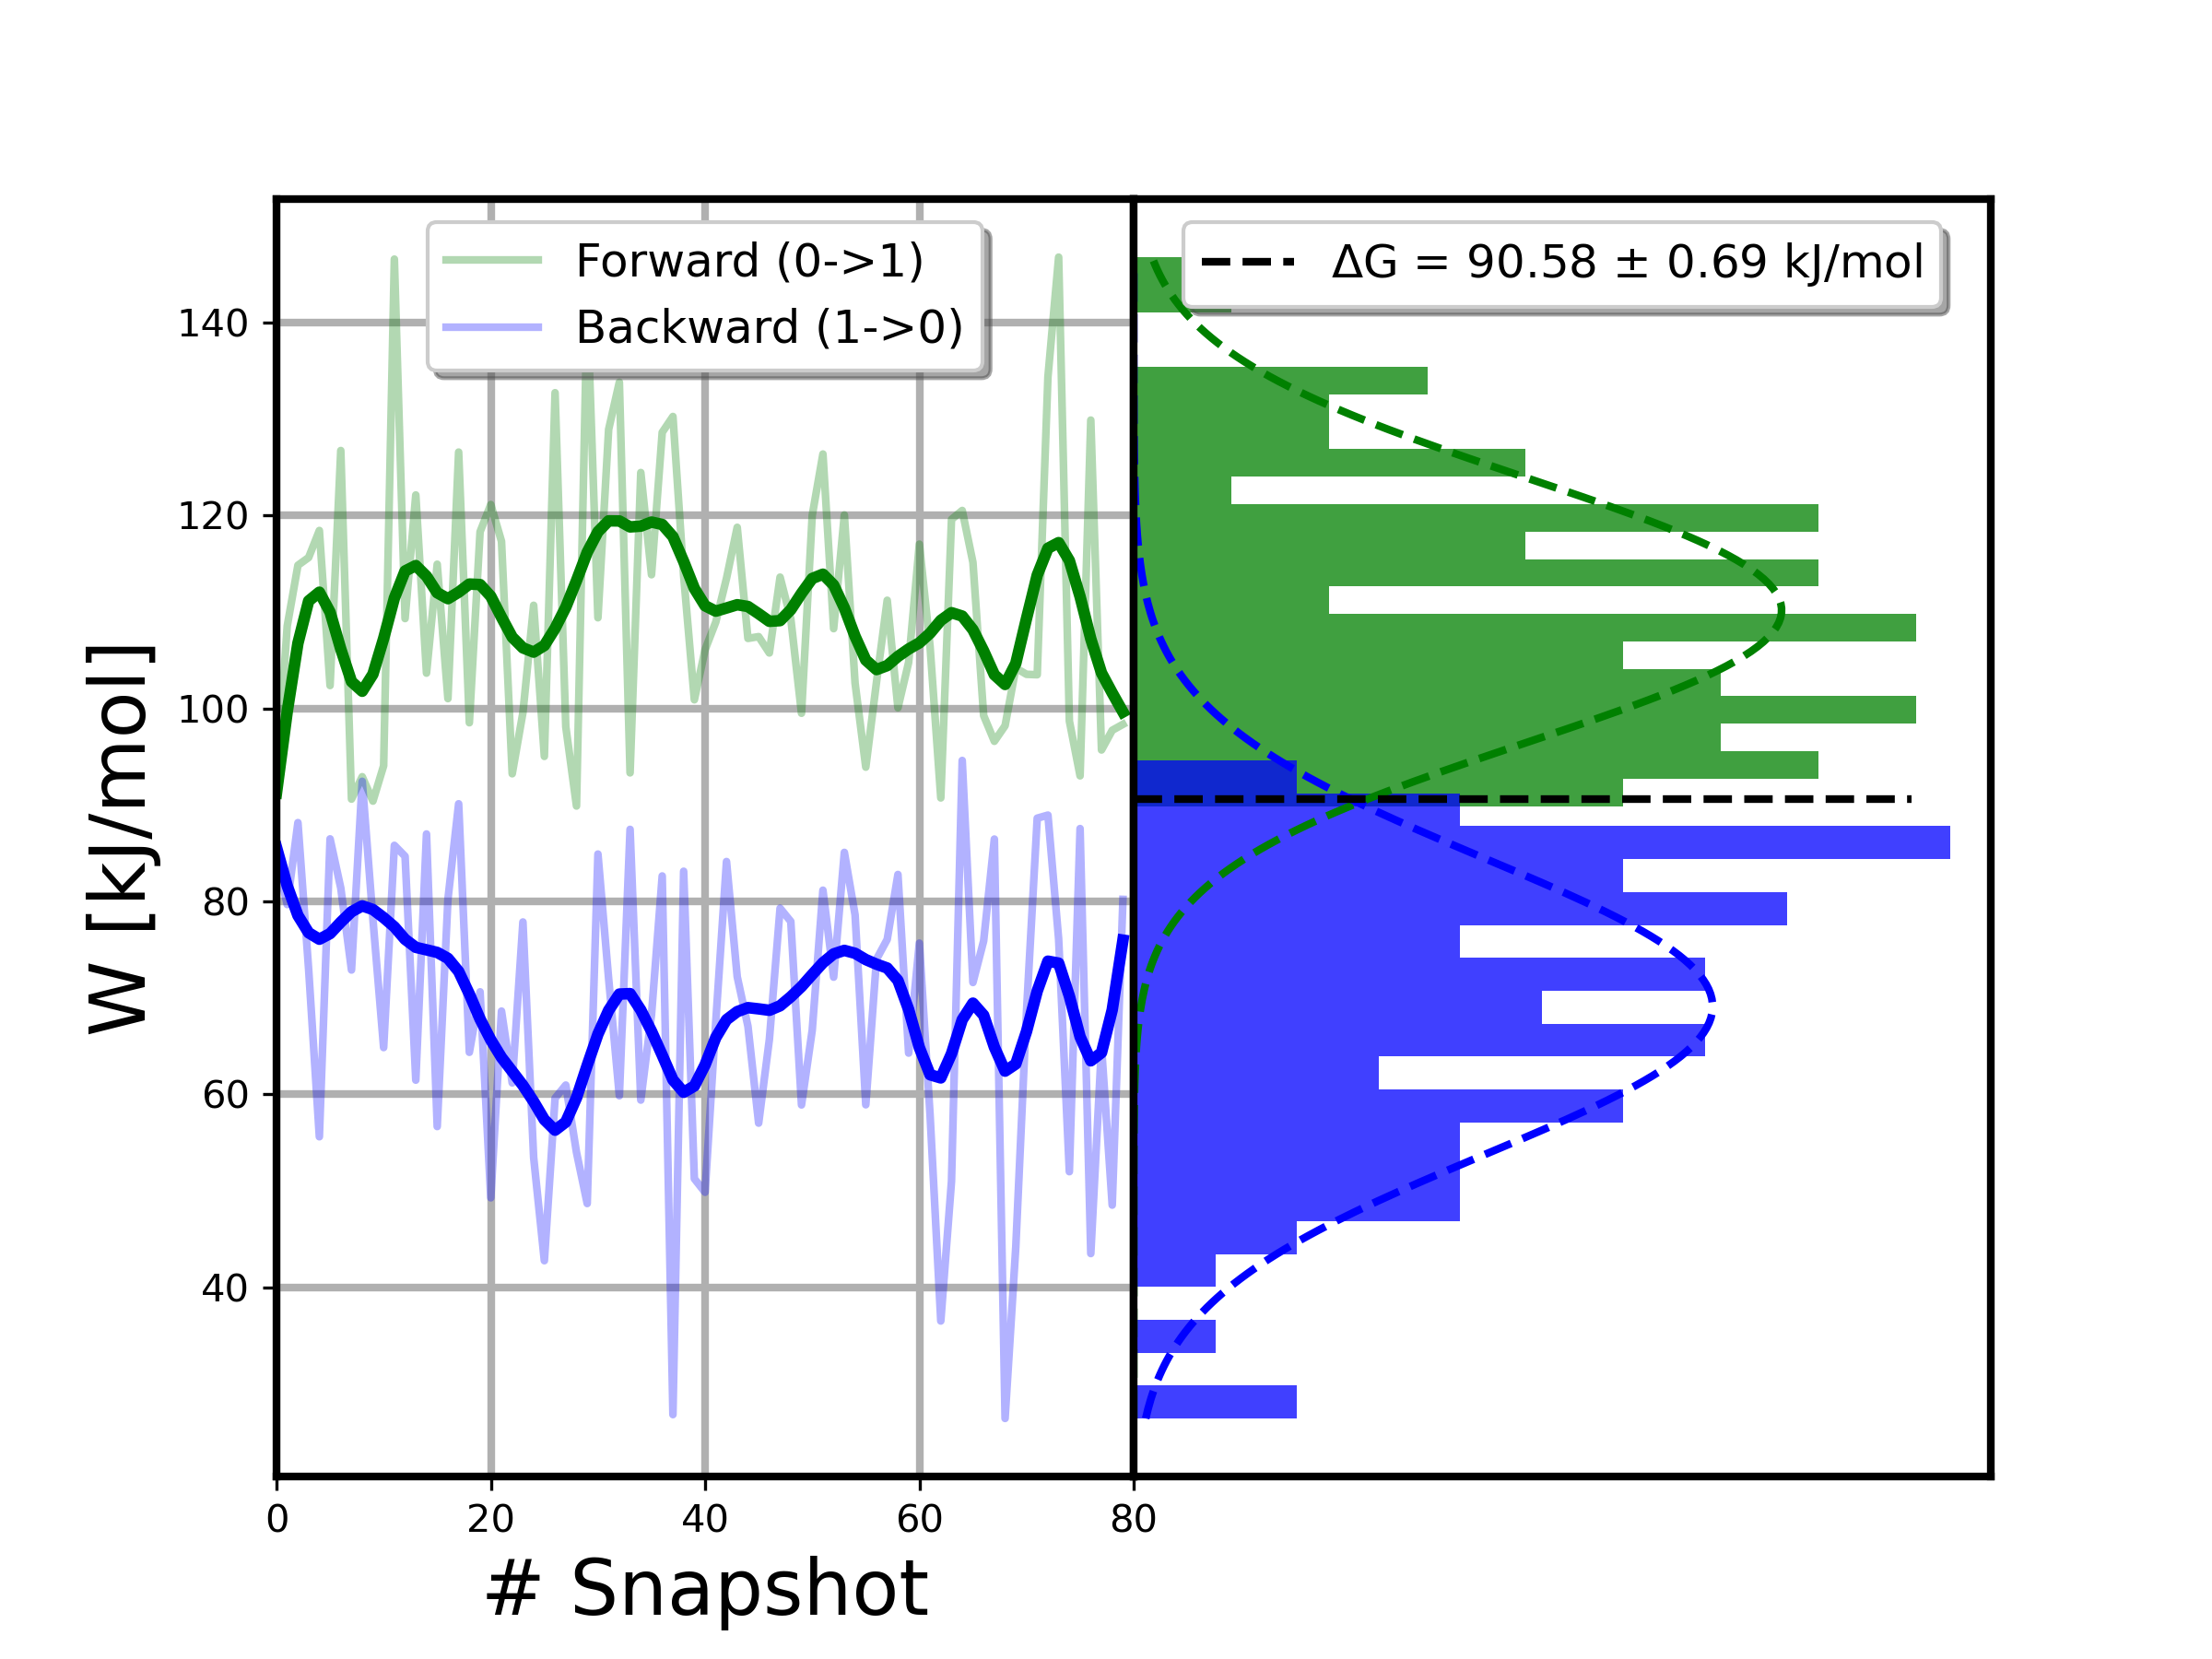 Forward (0->1)
Backward (1->0)
ΔG = 90.58 ± 0.69 kJ/mol
140
120
100
80
60
40
W [kJ/mol]
0 20 40 60 80
# Snapshot